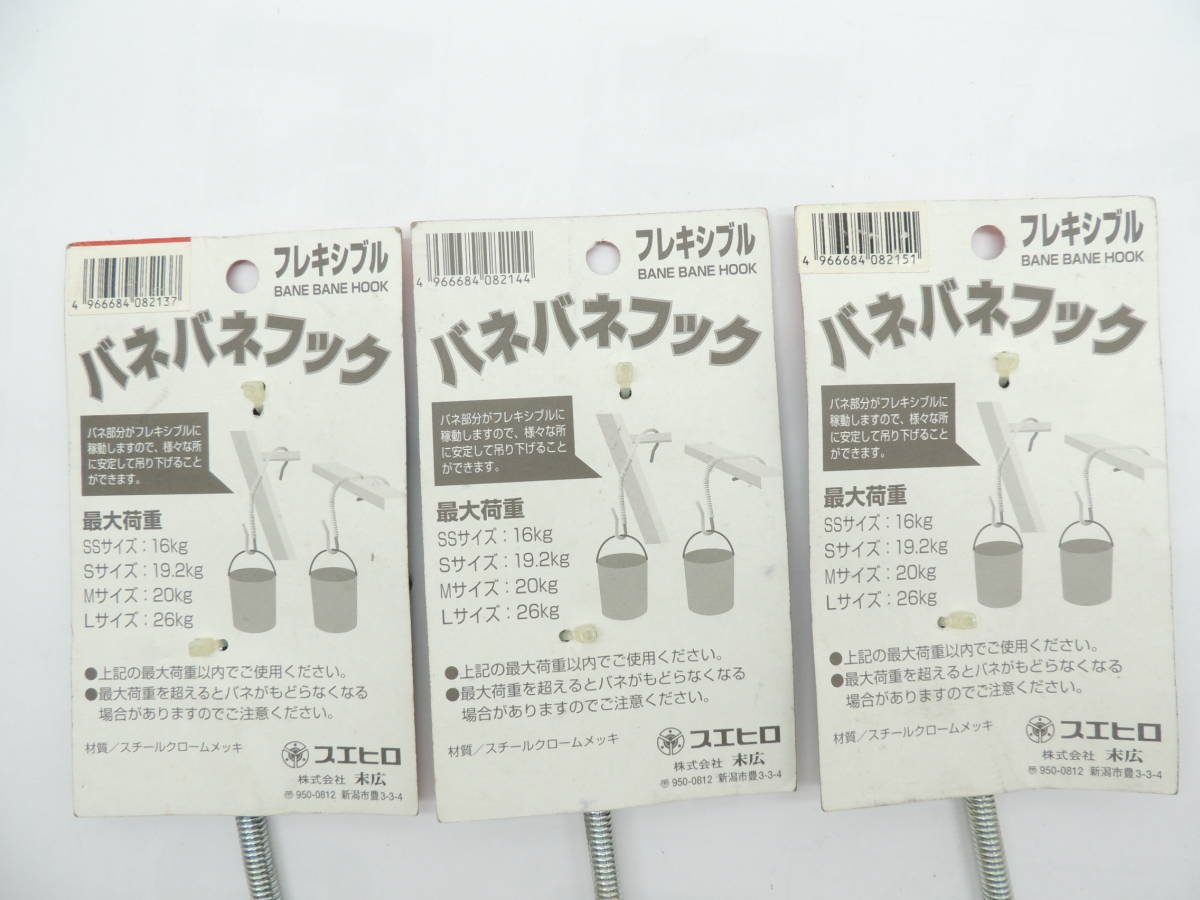 4 966684 082137
フレキシブル
BANE BANE HOOK
バネバネフック
バネ部分がフレキシブルに
稼動しますので、様々な所
に安定して吊り下げること
ができます。
最大荷重
SSサイズ：16kg
Sサイズ：19.2kg
Mサイズ：20kg
Lサイズ：26kg
●上記の最大荷重以内でご使用ください。
●最大荷重を超えるとバネがもどらなくなる
場合がありますのでご注意ください。
材質／スチールクロームメッキ
スエヒロ
株式会社 末広
〠950-0812 新潟市豊3-3-4
4 966684 082144
フレキシブル
BANE BANE HOOK
バネバネフック
バネ部分がフレキシブルに
稼動しますので、様々な所
に安定して吊り下げること
ができます。
最大荷重
SSサイズ：16kg
Sサイズ：19.2kg
Mサイズ：20kg
Lサイズ：26kg
●上記の最大荷重以内でご使用ください。
●最大荷重を超えるとバネがもどらなくなる
場合がありますのでご注意ください。
材質／スチールクロームメッキ
スエヒロ
株式会社 末広
〠950-0812 新潟市豊3-3-4
4 966684 082151
フレキシブル
BANE BANE HOOK
バネバネフック
バネ部分がフレキシブルに
稼動しますので、様々な所
に安定して吊り下げること
ができます。
最大荷重
SSサイズ：16kg
Sサイズ：19.2kg
Mサイズ：20kg
Lサイズ：26kg
●上記の最大荷重以内でご使用ください。
●最大荷重を超えるとバネがもどらなくなる
場合がありますのでご注意ください。
材質／スチールクロームメッキ
スエヒロ
株式会社 末広
〠950-0812 新潟市豊3-3-4